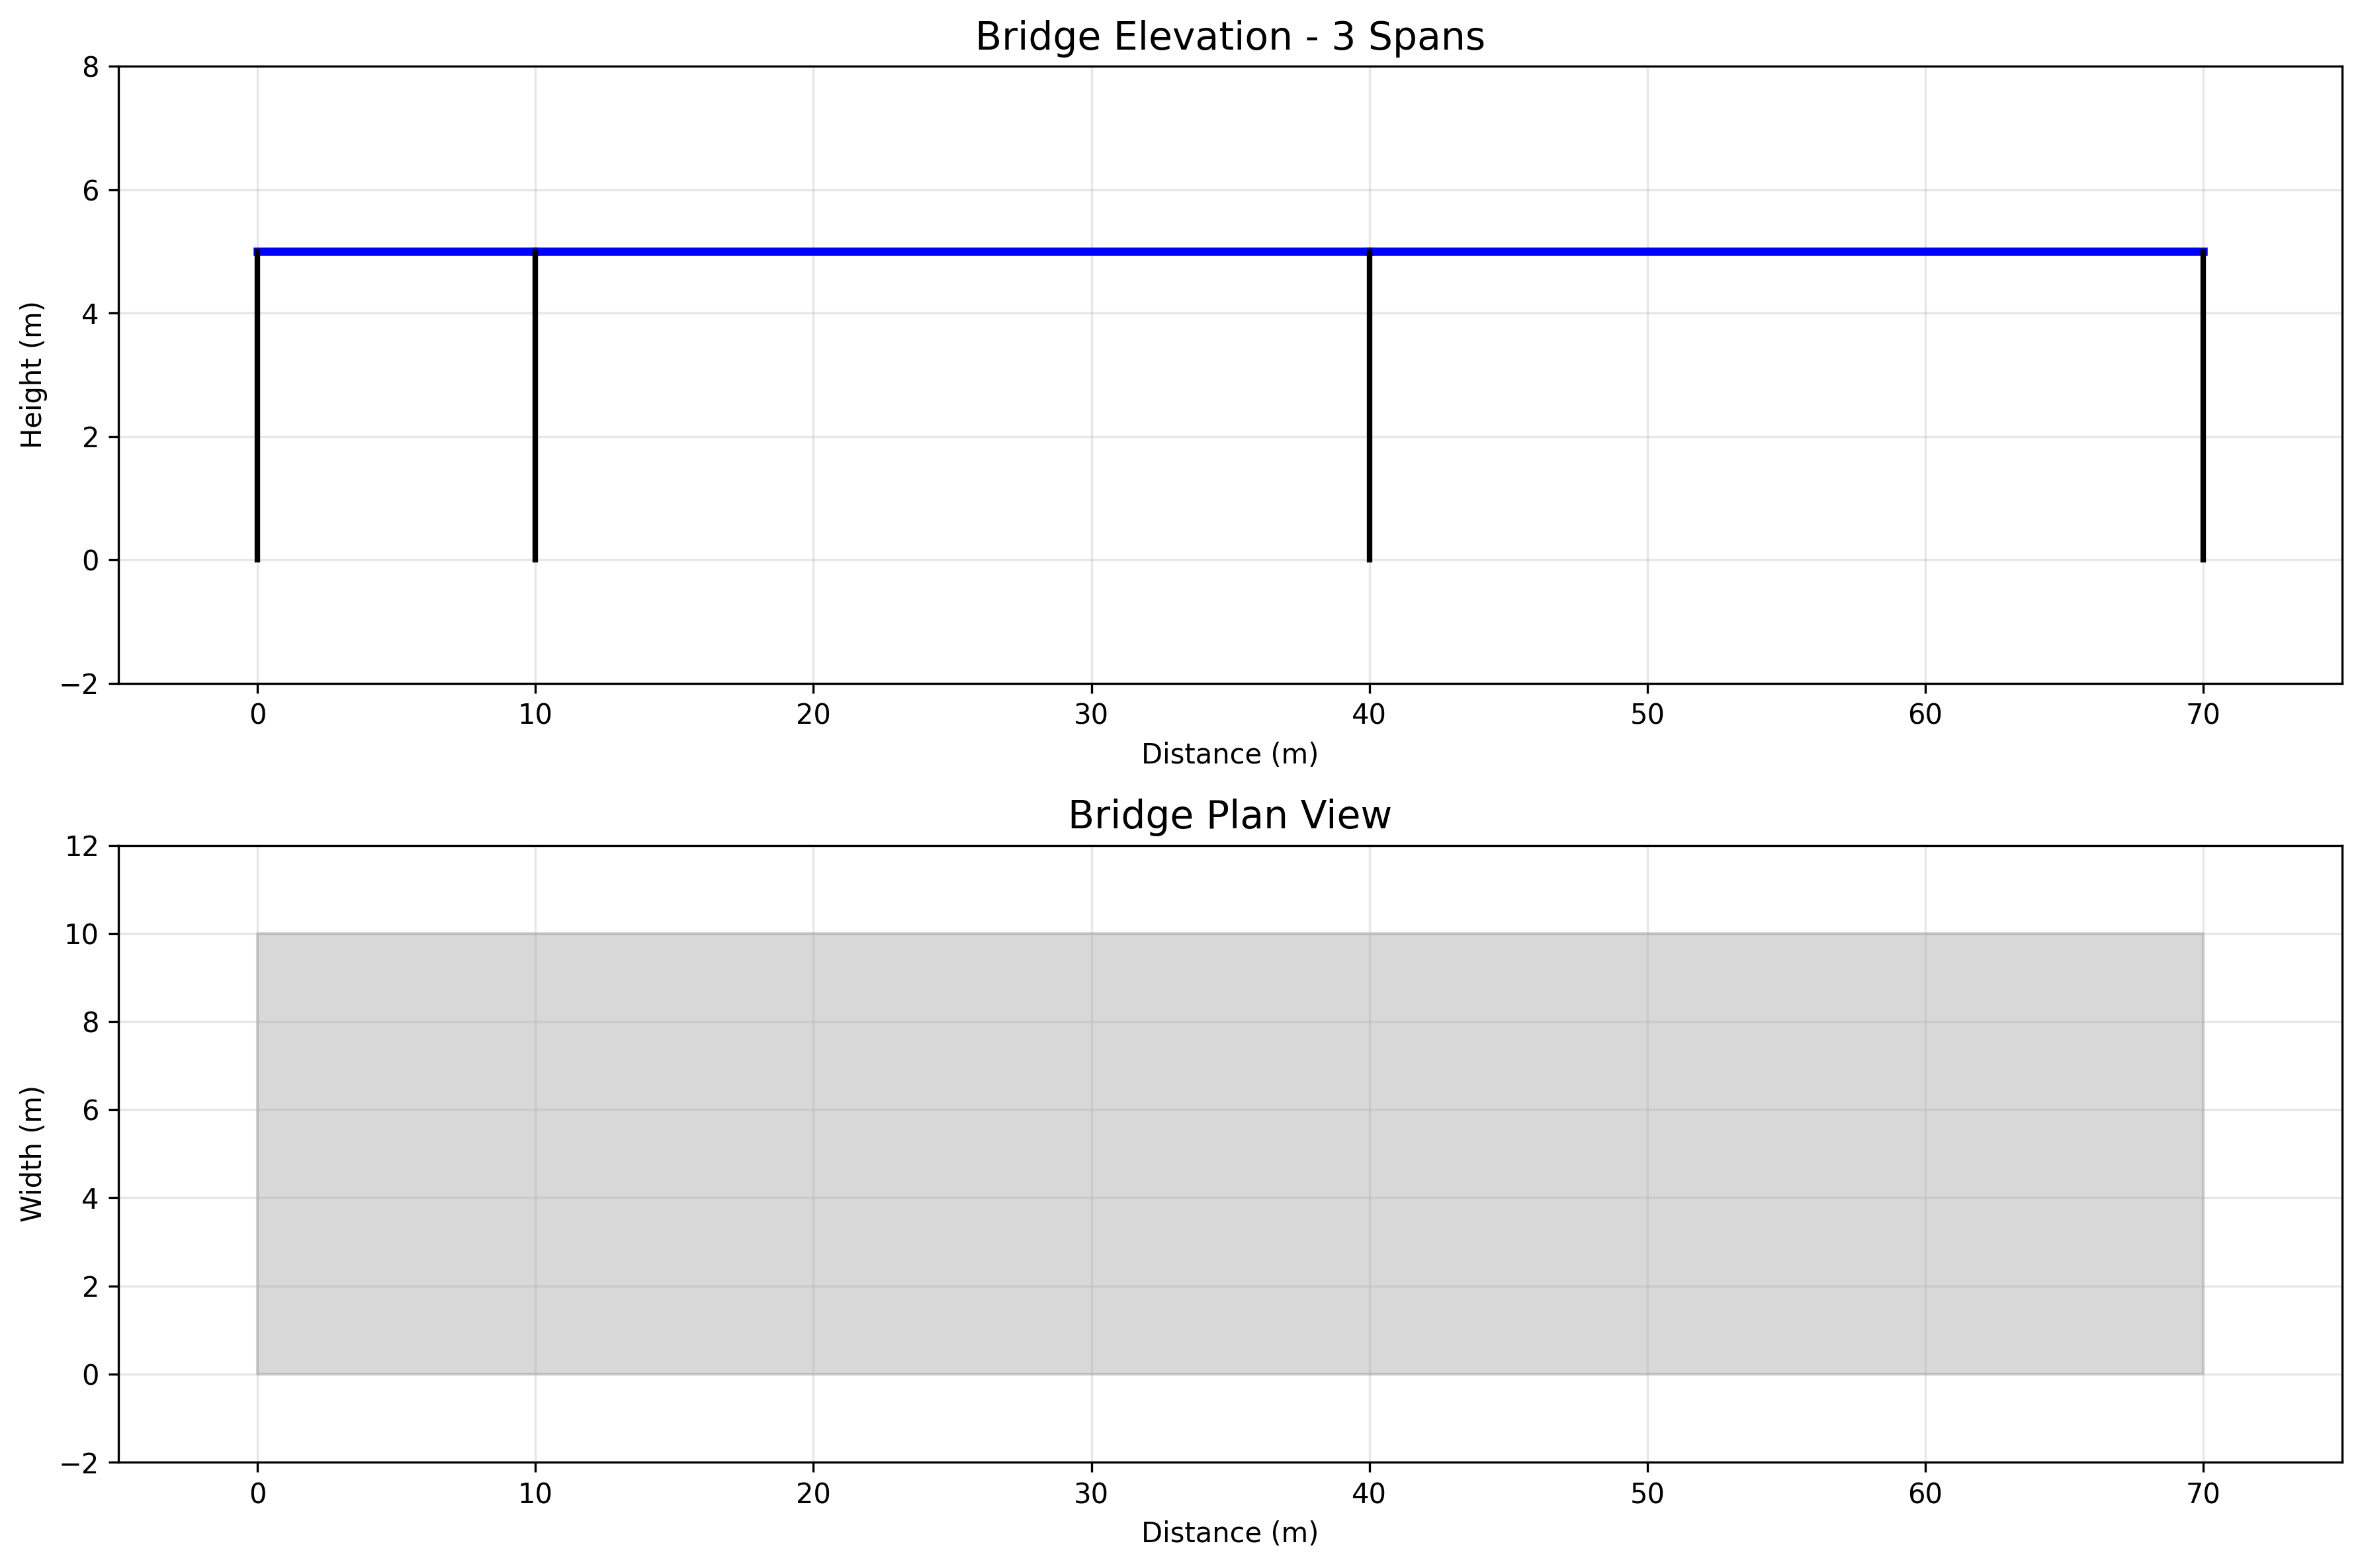 Bridge Elevation - 3 Spans
8
6
4
2
0
−2
Height (m)
0 10 20 30 40 50 60 70
Distance (m)
Bridge Plan View
12
10
8
6
4
2
0
−2
Width (m)
0 10 20 30 40 50 60 70
Distance (m)